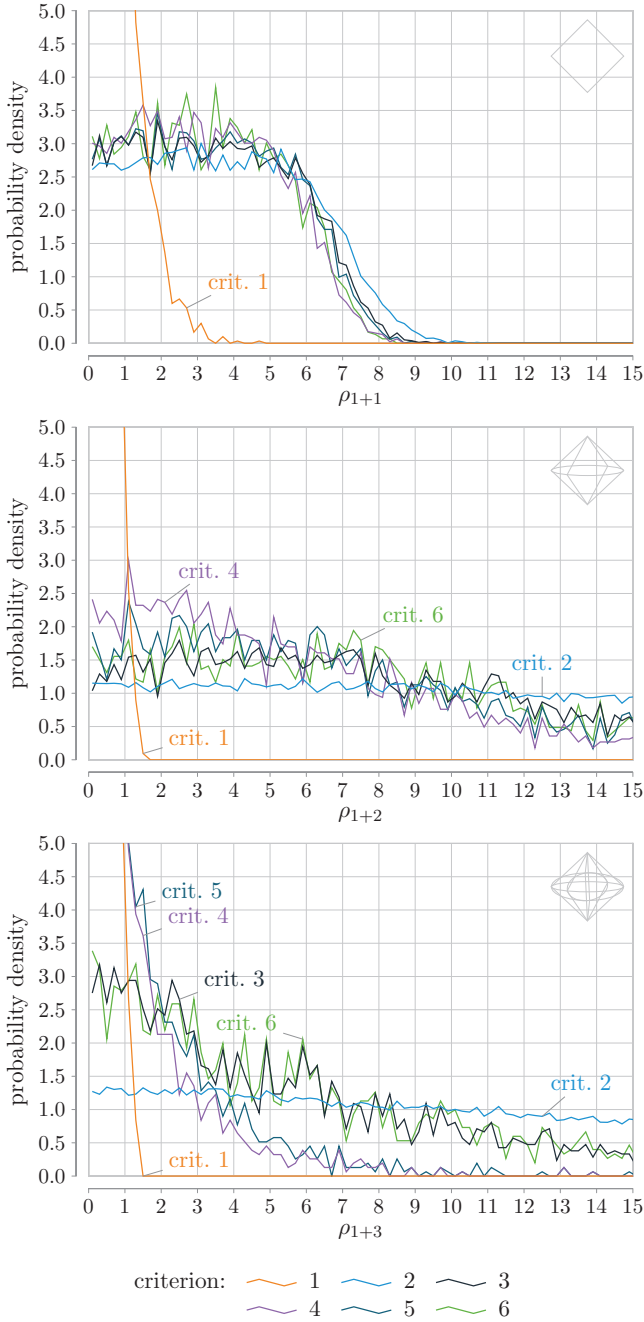 5.0
4.5
4.0
3.5
3.0
2.5
2.0
1.5
1.0
0.5
0.0
probability density
crit. 1
0 1 2 3 4 5 6 7 8 9 10 11 12 13 14 15
ρ1+1
5.0
4.5
4.0
3.5
3.0
2.5
2.0
1.5
1.0
0.5
0.0
probability density
crit. 4
crit. 6
crit. 2
crit. 1
0 1 2 3 4 5 6 7 8 9 10 11 12 13 14 15
ρ1+2
5.0
4.5
4.0
3.5
3.0
2.5
2.0
1.5
1.0
0.5
0.0
probability density
crit. 5
crit. 4
crit. 3
crit. 6
crit. 2
crit. 1
0 1 2 3 4 5 6 7 8 9 10 11 12 13 14 15
ρ1+3
criterion: 1 2 3
4 5 6